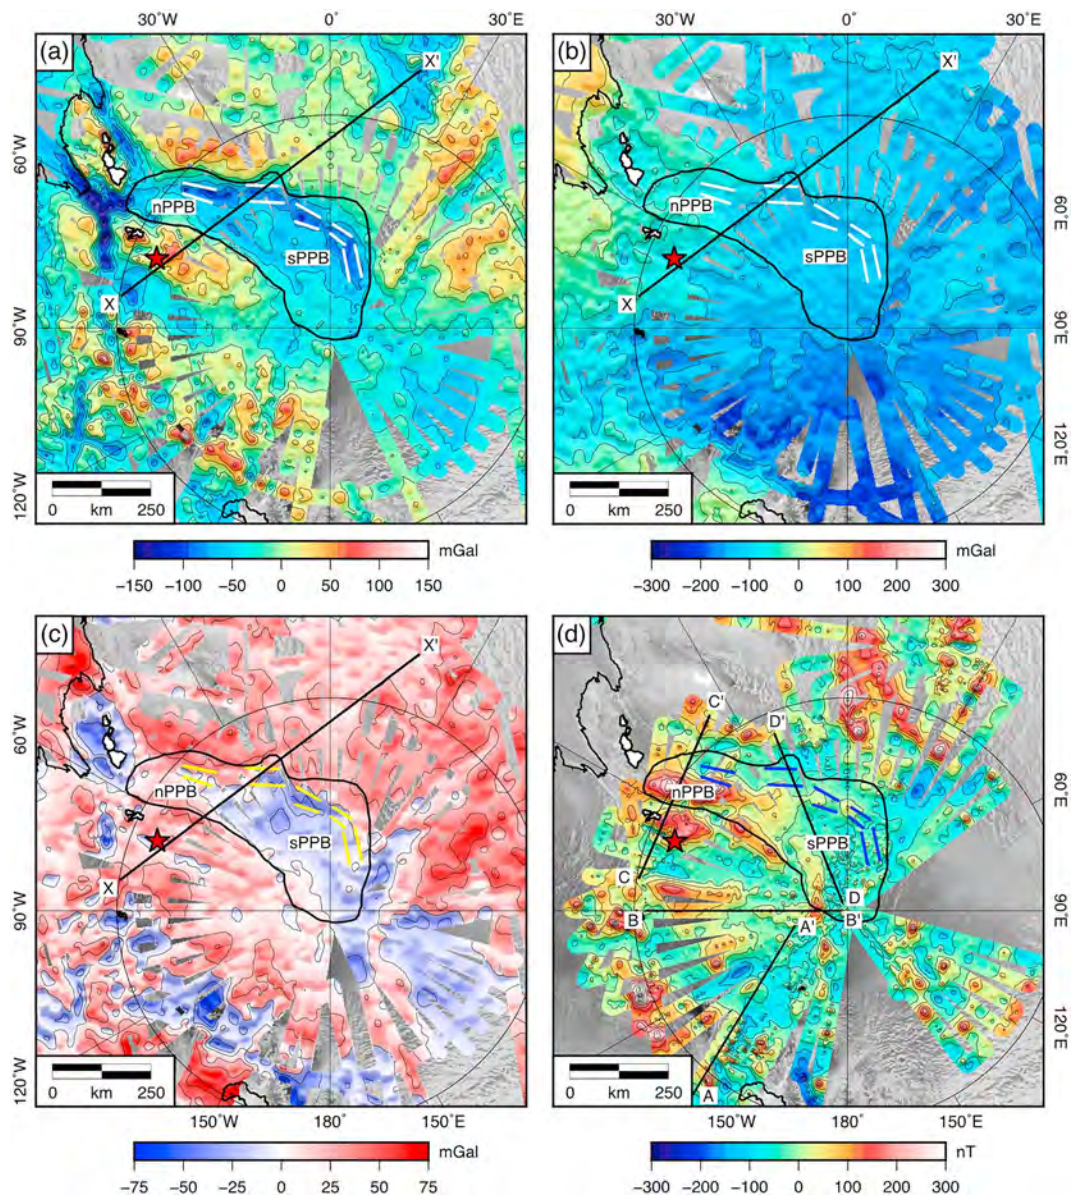 30°W 0° 30°E 30°W 0° 30°E
(a) X' (b) X'
60°W
nPPB sPPB nPPB sPPB
60°E
X X
90°W
90°E
120°E
120°W
0 km 250 0 km 250
mGal mGal
−150 −100 −50 0 50 100 150 −300 −200 −100 0 100 200 300
(c) X' (d)
C' D'
60°W
nPPB sPPB nPPB sPPB
60°E
X C
D
90°W B A' B' 90°E
120°E
120°W
0 km 250 0 km 250 A
150°W 180° 150°E 150°W 180° 150°E
mGal nT
−75 −50 −25 0 25 50 75 −300 −200 −100 0 100 200 300